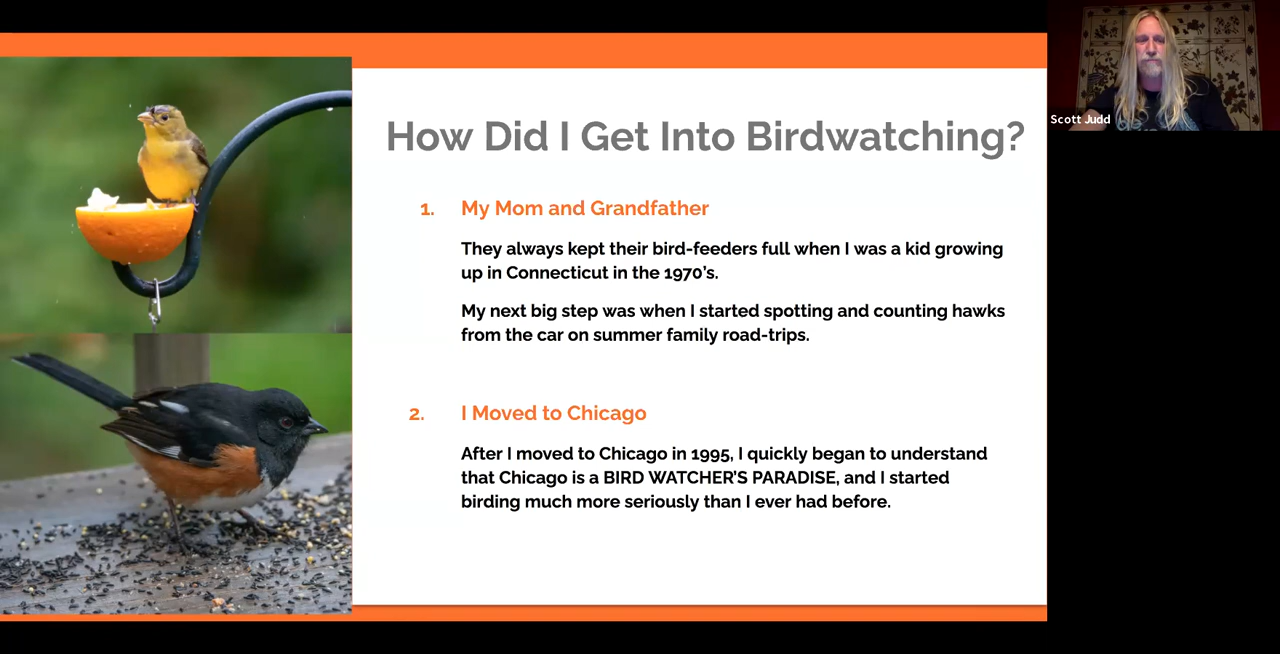 How Did I Get Into Birdwatching?
1. My Mom and Grandfather
They always kept their bird-feeders full when I was a kid growing
up in Connecticut in the 1970's.
My next big step was when I started spotting and counting hawks
from the car on summer family road-trips.
2. I Moved to Chicago
After I moved to Chicago in 1995, I quickly began to understand
that Chicago is a BIRD WATCHER'S PARADISE, and I started
birding much more seriously than I ever had before.
Scott Judd